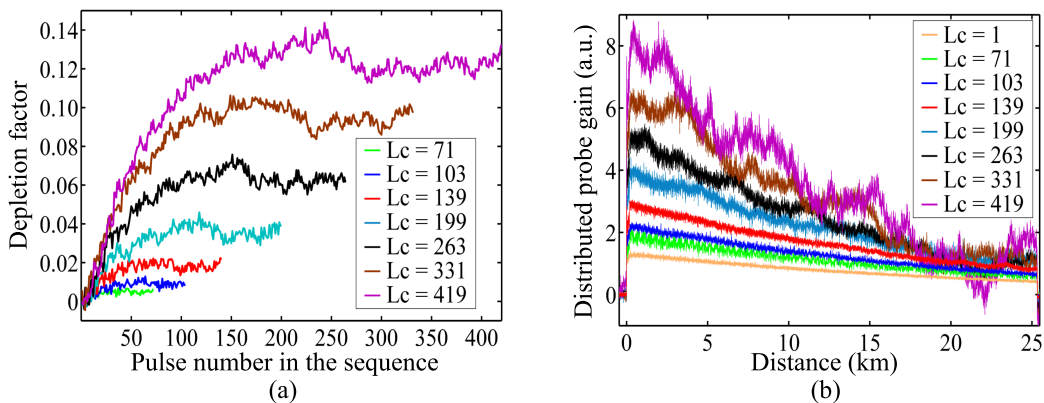 0.14
0.12
0.10
0.08
0.06
0.04
0.02
0
Depletion factor
Lc = 71
Lc = 103
Lc = 139
Lc = 199
Lc = 263
Lc = 331
Lc = 419
50 100 150 200 250 300 350 400
Pulse number in the sequence
(a)
8
6
4
2
0
Distributed probe gain (a.u.)
Lc = 1
Lc = 71
Lc = 103
Lc = 139
Lc = 199
Lc = 263
Lc = 331
Lc = 419
0 5 10 15 20 25
Distance (km)
(b)